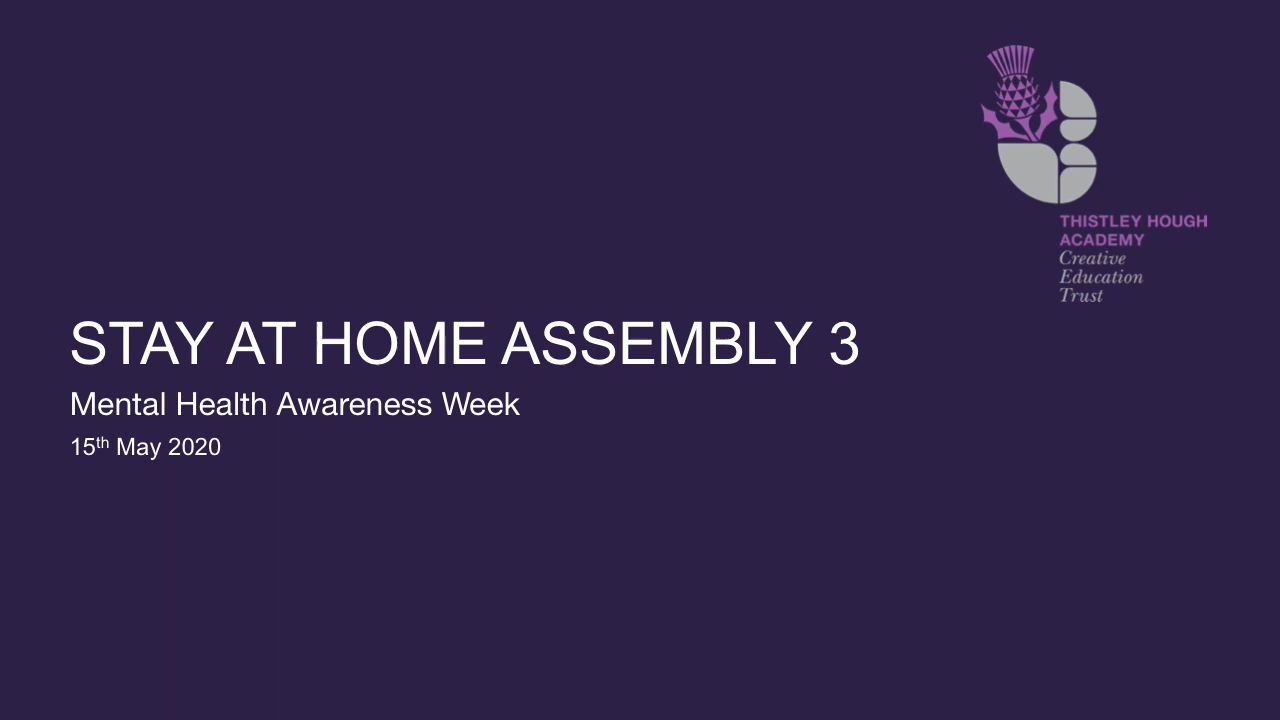 THISTLEY HOUGH
ACADEMY
Creative
Education
Trust
STAY AT HOME ASSEMBLY 3
Mental Health Awareness Week
15th May 2020